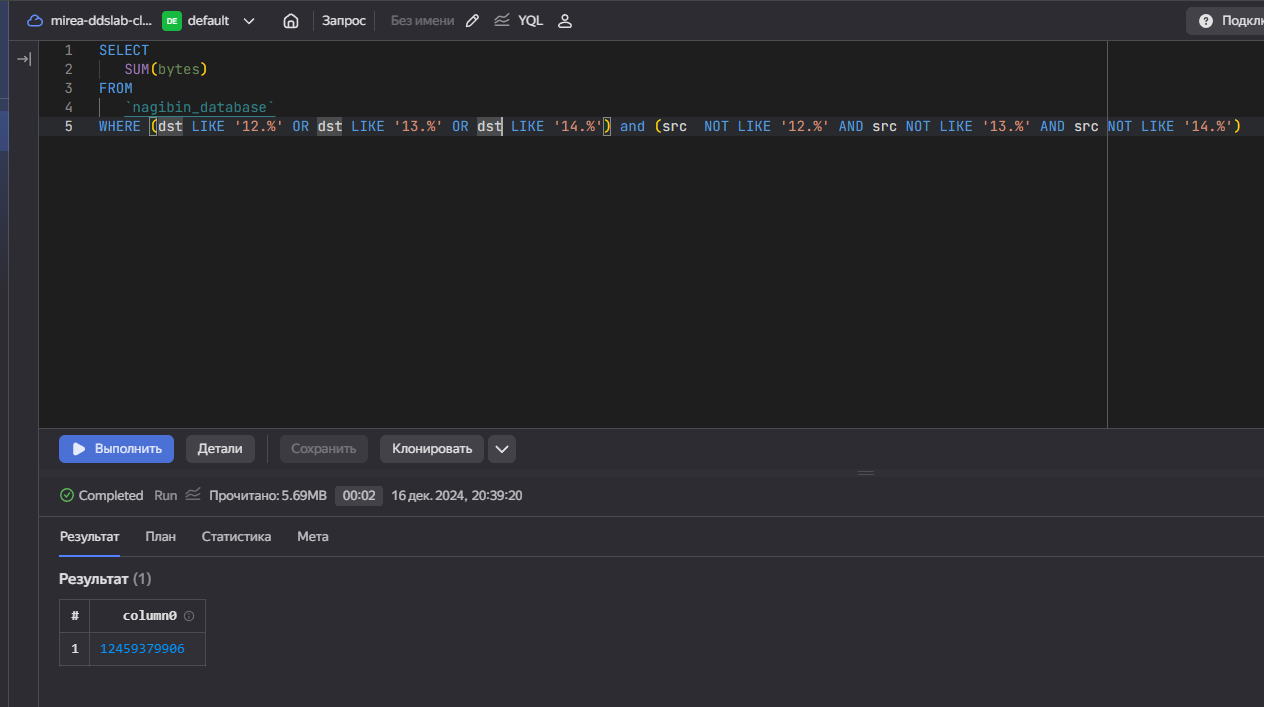 mirea-ddslab-cl... DE default Запрос Без имени YQL ? Подклю
1 SELECT
2 SUM(bytes)
3 FROM
4 `nagibin_database`
5 WHERE (dst LIKE '12.%' OR dst LIKE '13.%' OR dst LIKE '14.%') and (src  NOT LIKE '12.%' AND src NOT LIKE '13.%' AND src NOT LIKE '14.%')
Выполнить Детали Сохранить Клонировать
Completed Run Прочитано: 5.69MB 00:02 16 дек. 2024, 20:39:20
Результат План Статистика Мета
Результат (1)
# column0
1 12459379906